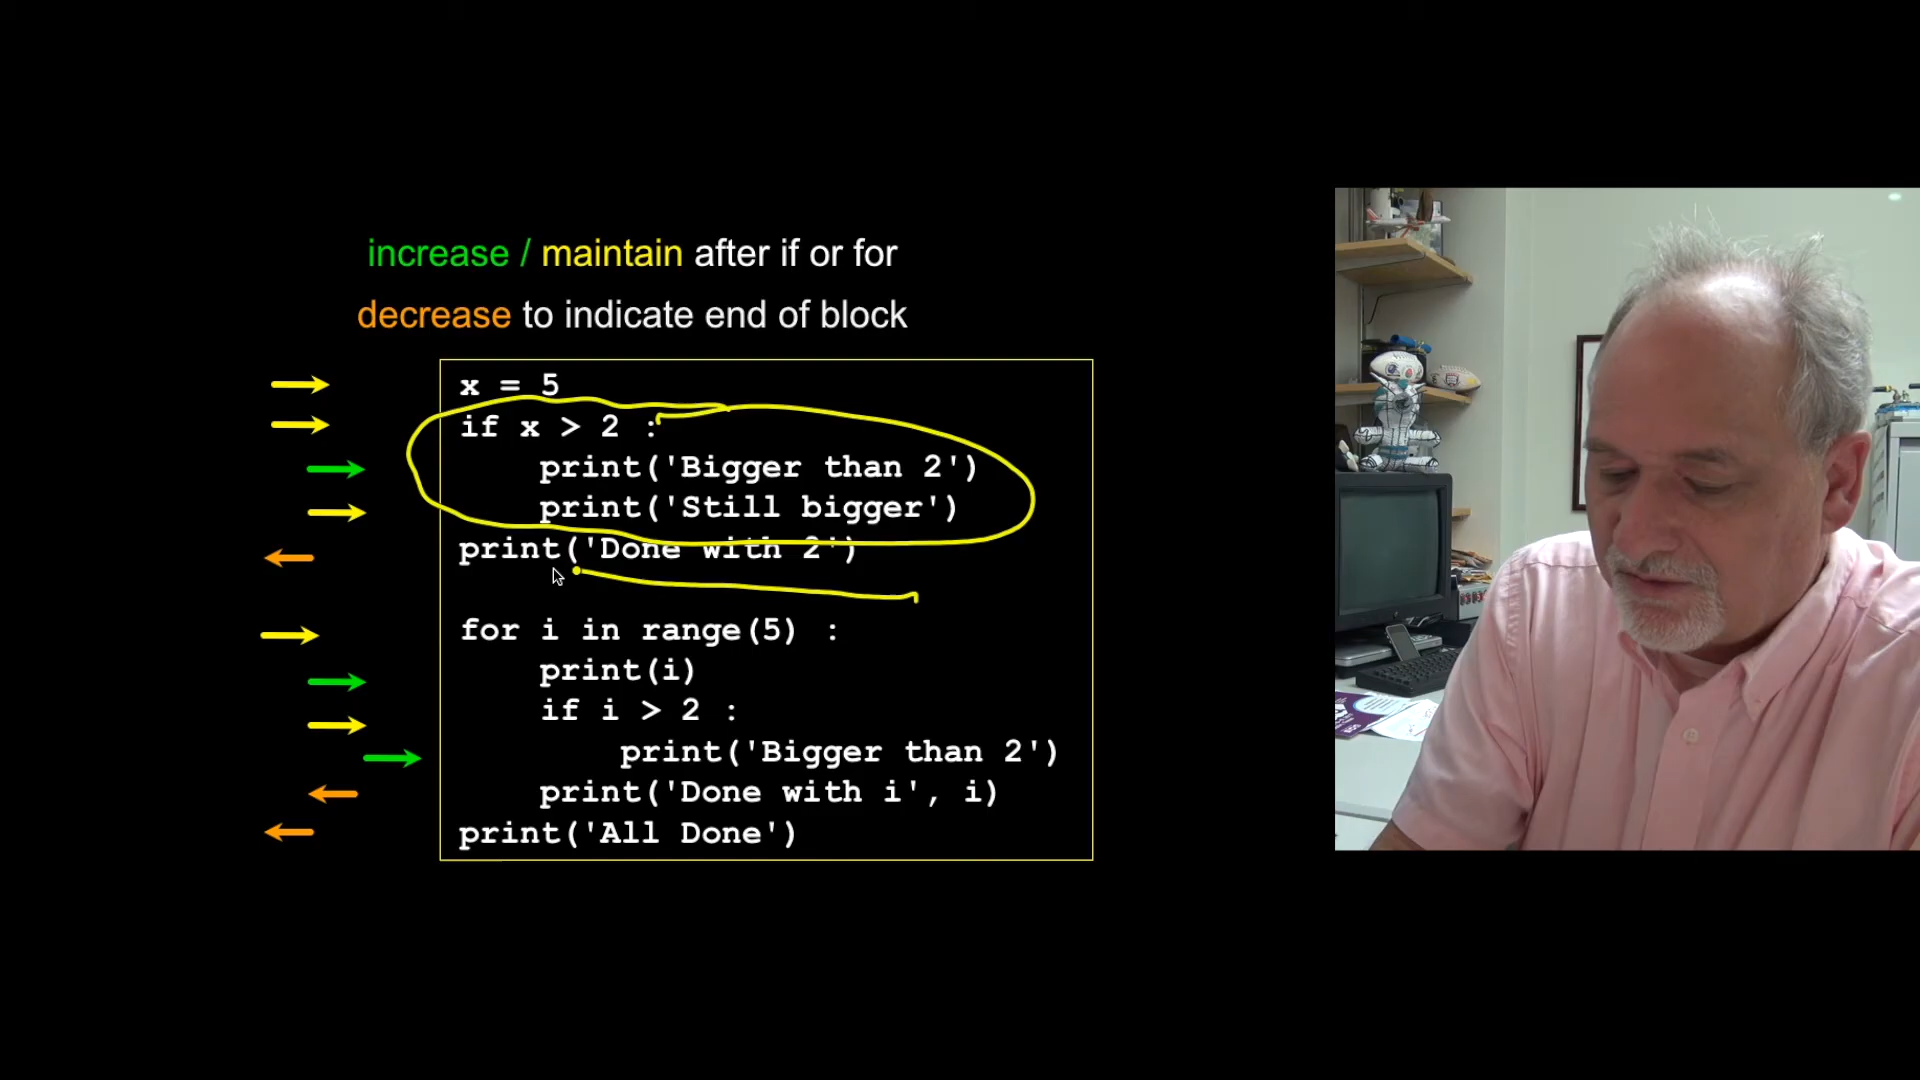 increase / maintain after if or for
decrease to indicate end of block
x = 5
if x > 2 :
    print('Bigger than 2')
    print('Still bigger')
print('Done with 2')

for i in range(5) :
    print(i)
    if i > 2 :
        print('Bigger than 2')
    print('Done with i', i)
print('All Done')